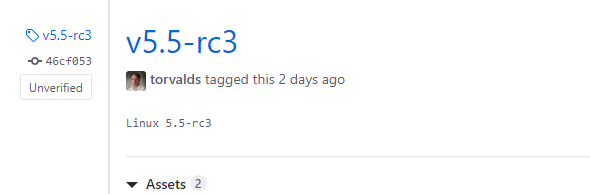 v5.5-rc3
46cf053
Unverified
v5.5-rc3
torvalds tagged this 2 days ago
Linux 5.5-rc3
Assets 2